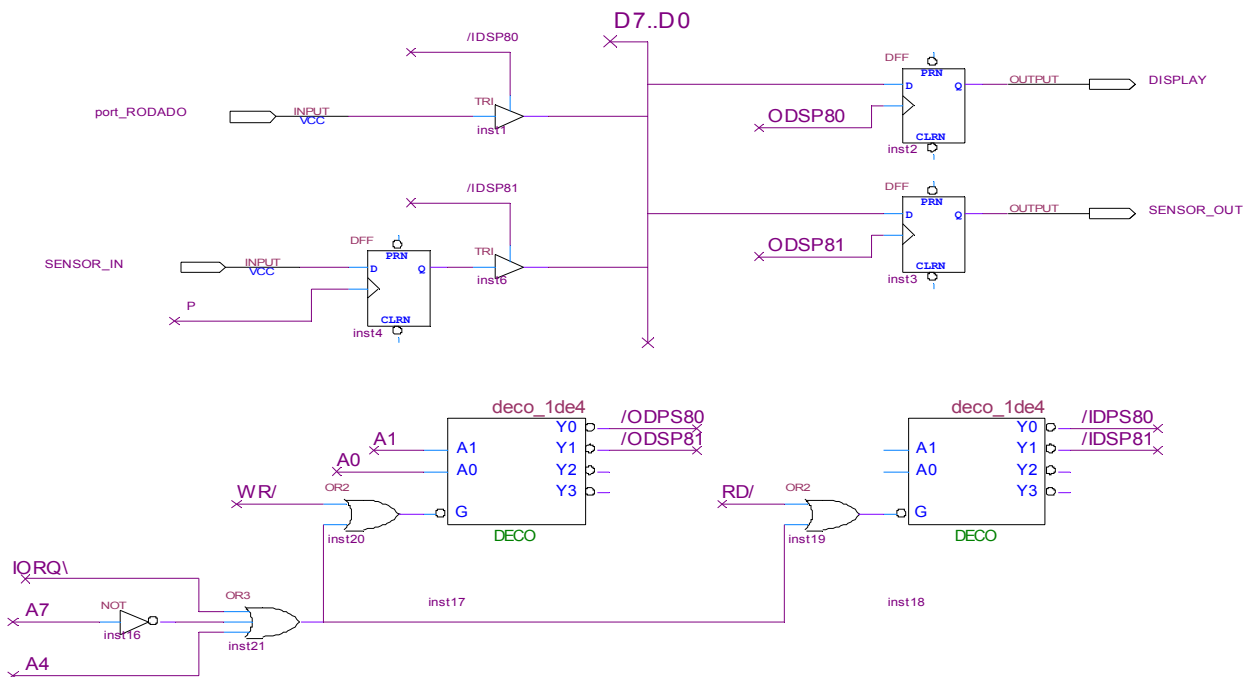 D7..D0
/IDSP80
port_RODADO
INPUT
VCC
TRI
inst1
DFF
PRN
D
Q
CLRN
inst2
ODSP80
OUTPUT
DISPLAY
/IDSP81
SENSOR_IN
INPUT
VCC
P
DFF
PRN
D
Q
CLRN
inst4
TRI
inst6
DFF
PRN
D
Q
CLRN
inst3
ODSP81
OUTPUT
SENSOR_OUT
deco_1de4
A1
A0
A1
A0
G
Y0
Y1
Y2
Y3
/ODPS80
/ODSP81
DECO
WR/
OR2
inst20
deco_1de4
A1
A0
G
Y0
Y1
Y2
Y3
/IDPS80
/IDSP81
DECO
RD/
OR2
inst19
IORQ\
A7
NOT
inst16
A4
OR3
inst21
inst17
inst18